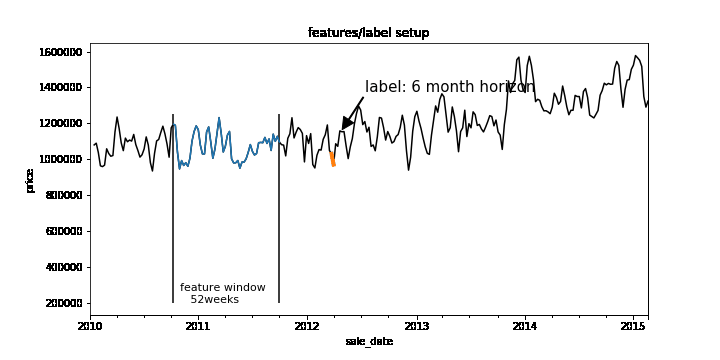 features/label setup
1600000
1400000
1200000
1000000
800000
600000
400000
200000
price
label: 6 month horizon
feature window
52weeks
2010 2011 2012 2013 2014 2015
sale_date